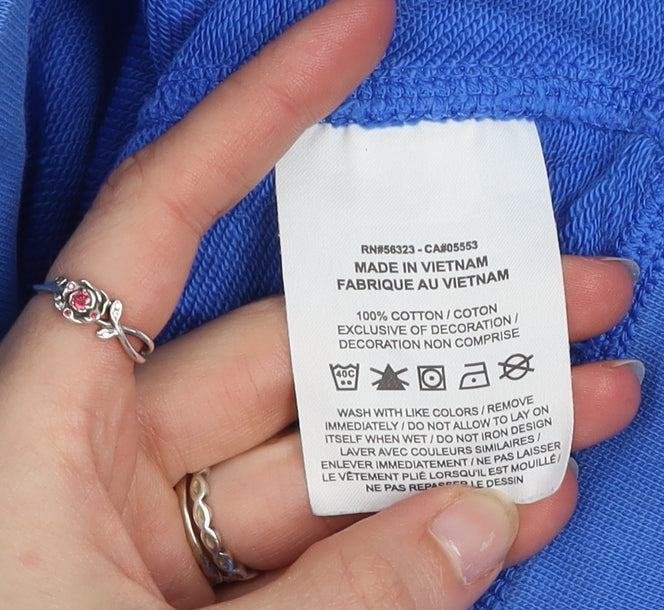 RN#56323 - CA#05553
MADE IN VIETNAM
FABRIQUE AU VIETNAM
100% COTTON / COTON
EXCLUSIVE OF DECORATION /
DECORATION NON COMPRISE
40C
WASH WITH LIKE COLORS / REMOVE
IMMEDIATELY / DO NOT ALLOW TO LAY ON
ITSELF WHEN WET / DO NOT IRON DESIGN
LAVER AVEC COULEURS SIMILAIRES /
ENLEVER IMMEDIATEMENT / NE PAS LAISSER
LE VÊTEMENT PLIÉ LORSQU'IL EST MOUILLÉ /
NE PAS REPASSER LE DESSIN